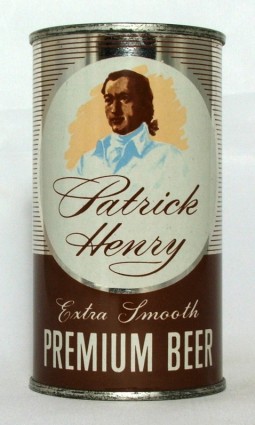 Patrick
Henry
Extra Smooth
PREMIUM BEER